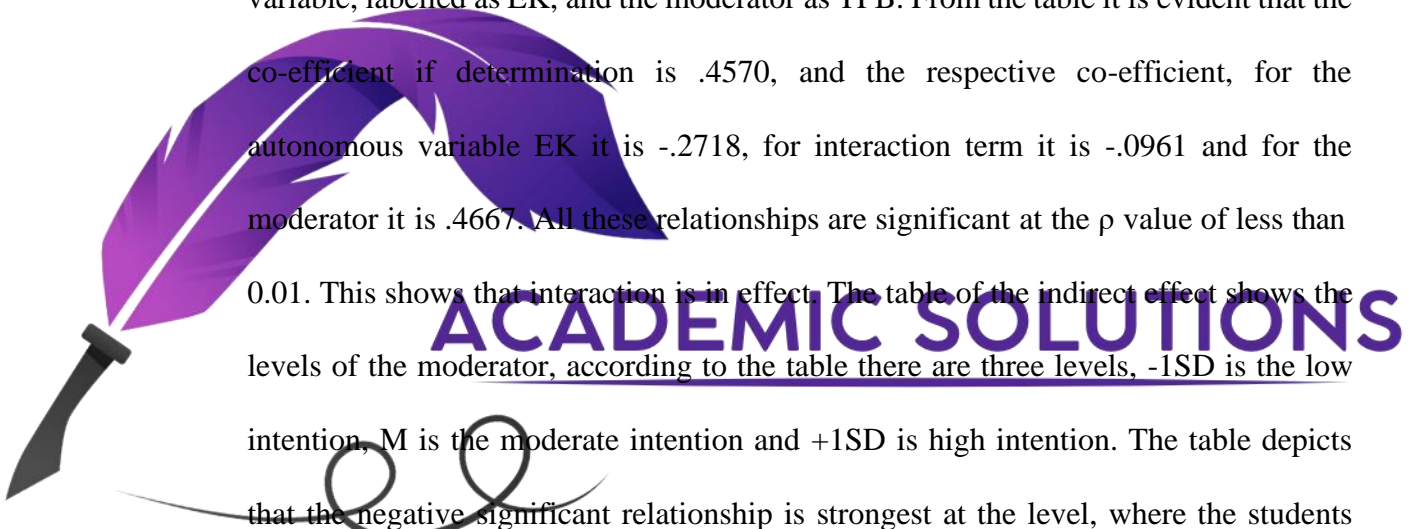 variable, labelled as EK, and the moderator as TPB. From the table it is evident that the
co-efficient if determination is .4570, and the respective co-efficient, for the
autonomous variable EK it is -.2718, for interaction term it is -.0961 and for the
moderator it is .4667. All these relationships are significant at the ρ value of less than
0.01. This shows that interaction is in effect. The table of the indirect effect shows the
ACADEMIC SOLUTIONS
levels of the moderator, according to the table there are three levels, -1SD is the low
intention, M is the moderate intention and +1SD is high intention. The table depicts
that the negative significant relationship is strongest at the level, where the students